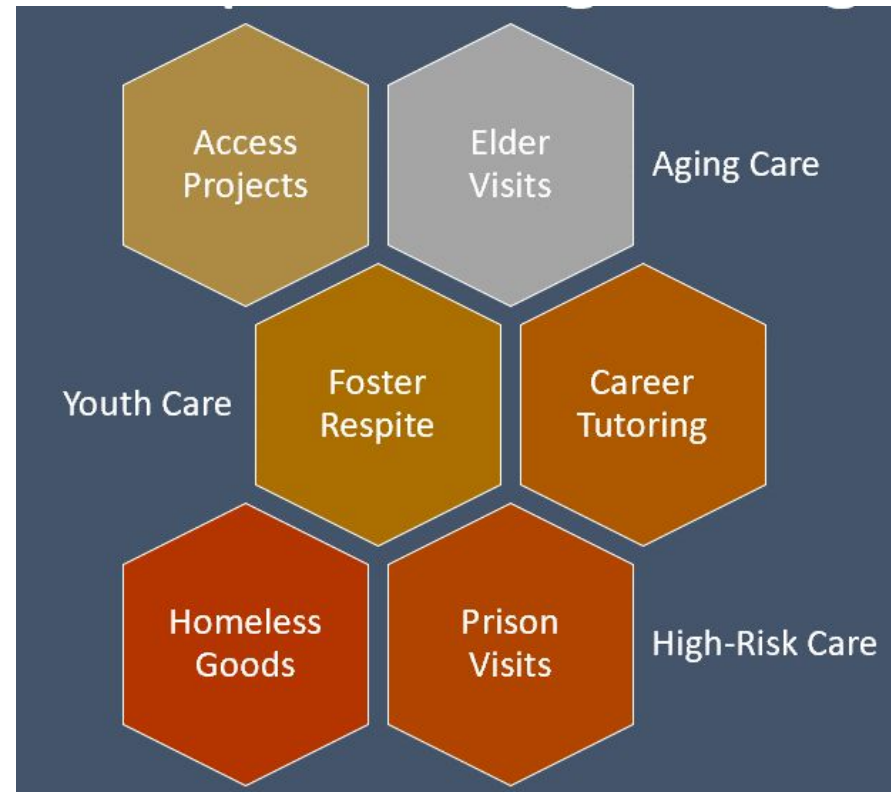 Access
Projects
Elder
Visits
Aging Care
Youth Care
Foster
Respite
Career
Tutoring
Homeless
Goods
Prison
Visits
High-Risk Care